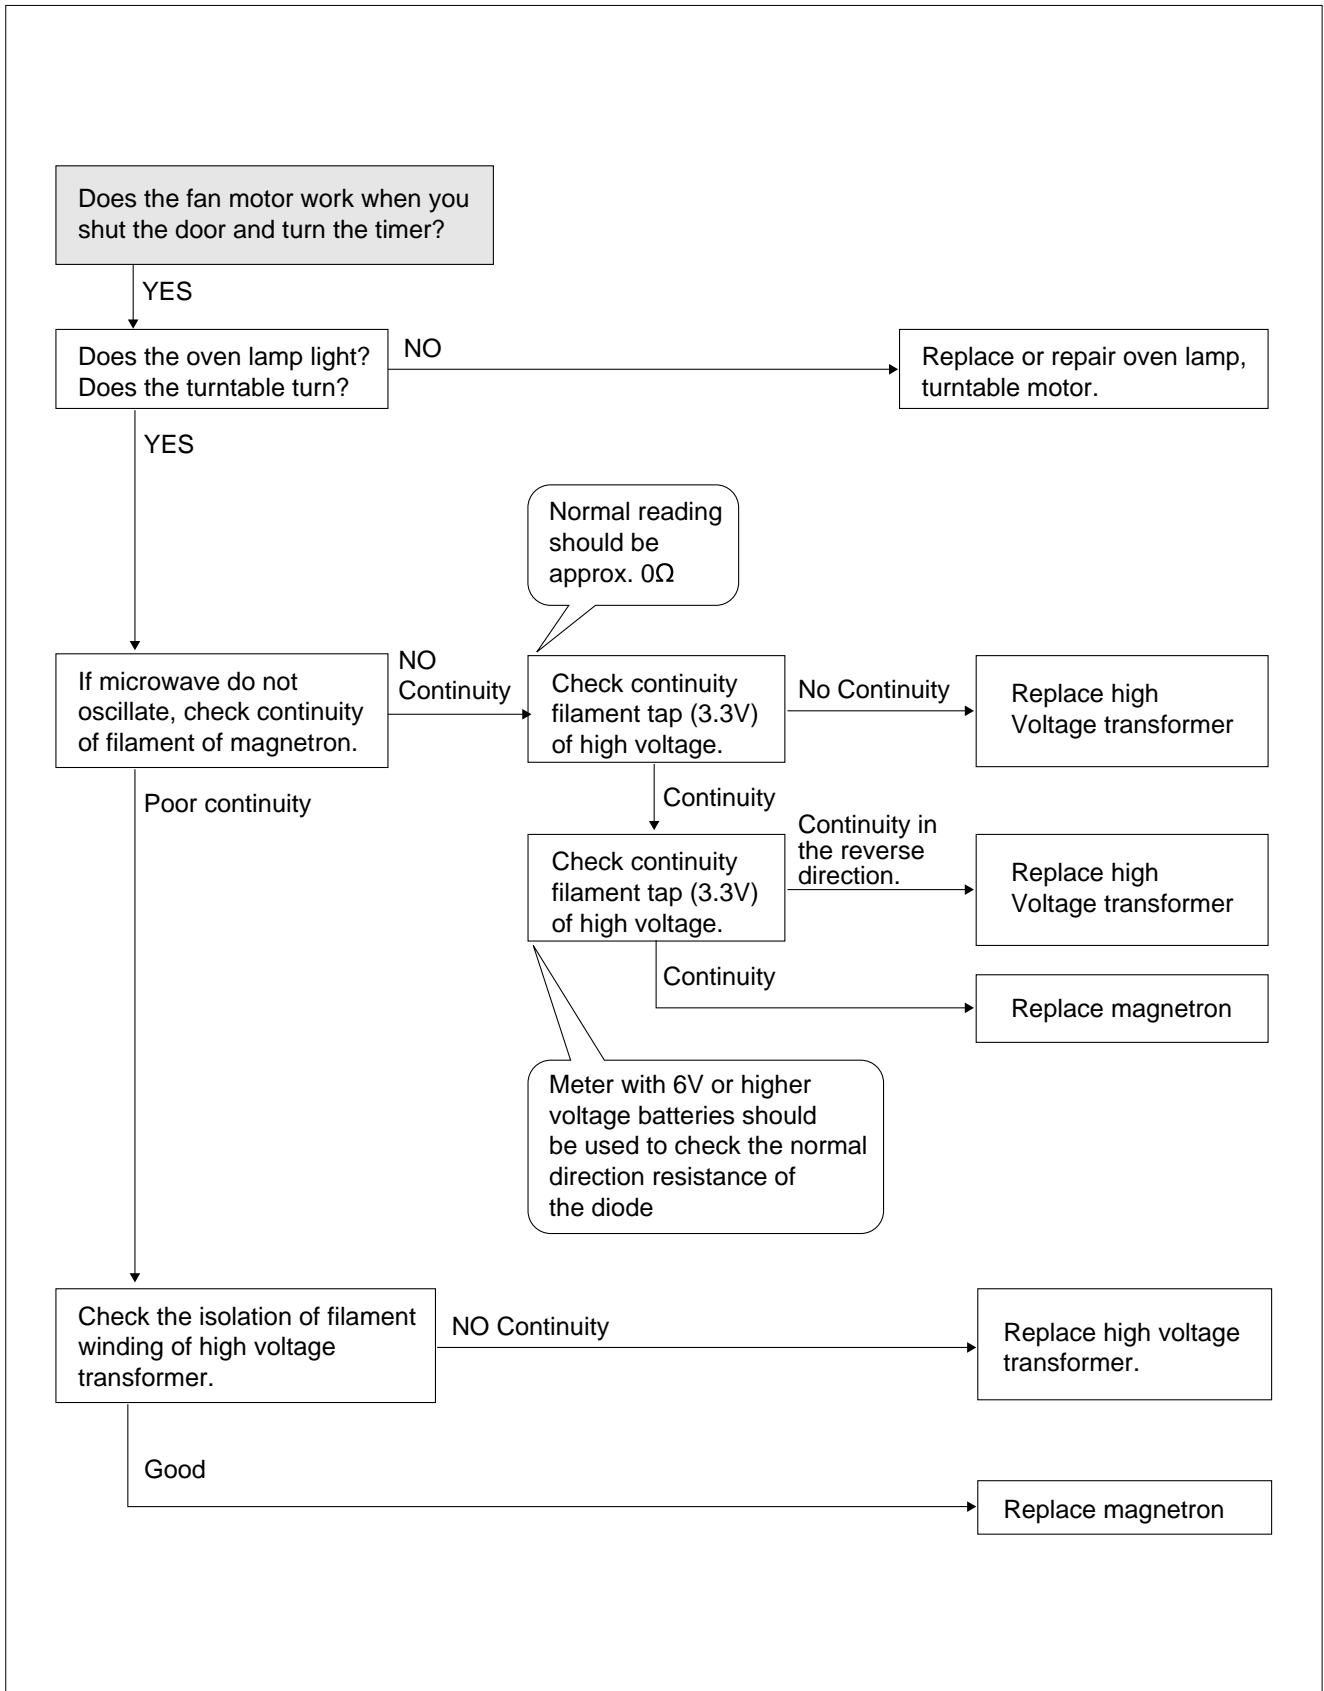 Does the fan motor work when you
shut the door and turn the timer?
YES
Does the oven lamp light?
Does the turntable turn?
NO
Replace or repair oven lamp,
turntable motor.
YES
Normal reading
should be
approx. 0Ω
If microwave do not
oscillate, check continuity
of filament of magnetron.
NO
Continuity
Check continuity
filament tap (3.3V)
of high voltage.
No Continuity
Replace high
Voltage transformer
Poor continuity
Continuity
Check continuity
filament tap (3.3V)
of high voltage.
Continuity in
the reverse
direction.
Replace high
Voltage transformer
Continuity
Replace magnetron
Meter with 6V or higher
voltage batteries should
be used to check the normal
direction resistance of
the diode
Check the isolation of filament
winding of high voltage
transformer.
NO Continuity
Replace high voltage
transformer.
Good
Replace magnetron